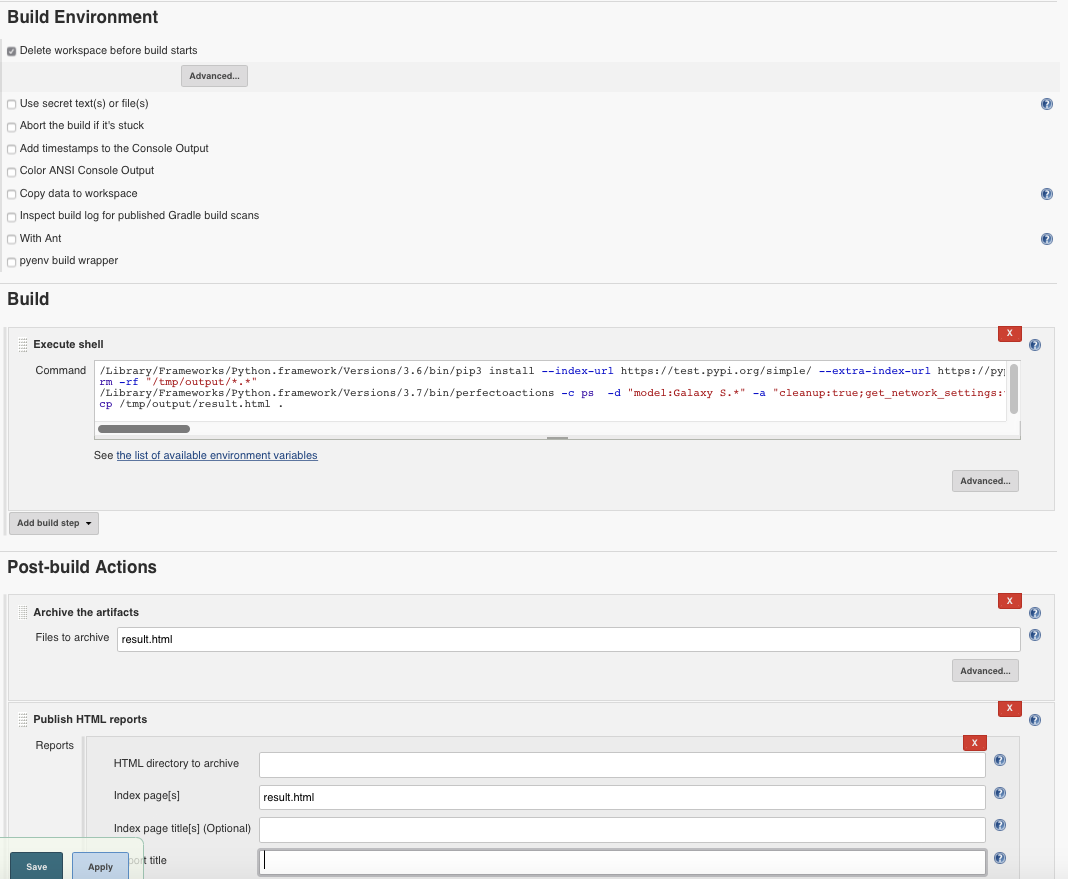 Build Environment
Delete workspace before build starts
Advanced...
Use secret text(s) or file(s)
Abort the build if it's stuck
Add timestamps to the Console Output
Color ANSI Console Output
Copy data to workspace
Inspect build log for published Gradle build scans
With Ant
pyenv build wrapper
Build
X
Execute shell
Command
/Library/Frameworks/Python.framework/Versions/3.6/bin/pip3 install --index-url https://test.pypi.org/simple/ --extra-index-url https://pyp
rm -rf "/tmp/output/*.*"
/Library/Frameworks/Python.framework/Versions/3.7/bin/perfectoactions -c ps  -d "model:Galaxy S.*" -a "cleanup:true;get_network_settings:
cp /tmp/output/result.html .
See the list of available environment variables
Advanced...
Add build step
Post-build Actions
X
Archive the artifacts
Files to archive result.html
Advanced...
X
Publish HTML reports
Reports
X
HTML directory to archive
Index page[s] result.html
Index page title[s] (Optional)
title
Save Apply